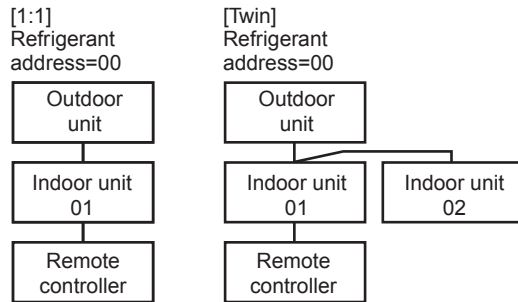 [1:1]
Refrigerant
address=00
Outdoor
unit
Indoor unit
01
Remote
controller
[Twin]
Refrigerant
address=00
Outdoor
unit
Indoor unit
01
Indoor unit
02
Remote
controller